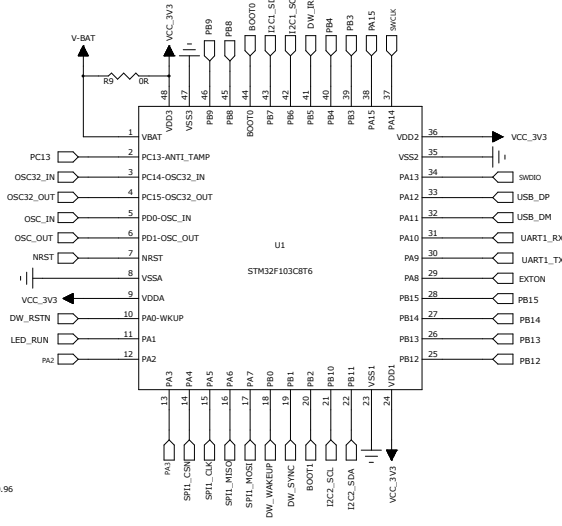 V-BAT
VCC_3V3
PB9
PB8
BOOT0
DW_IR
PB4
PB3
PA15
SWCLK
R9 0R
48 47 46 45 44 43 42 41 40 39 38 37
VDD3 VSS3 PB9 PB8 BOOT0 PB7 PB6 PB5 PB4 PB3 PA15 PA14
1 VBAT
PC13 2 PC13-ANTI_TAMP
OSC32_IN 3 PC14-OSC32_IN
OSC32_OUT 4 PC15-OSC32_OUT
OSC_IN 5 PD0-OSC_IN
OSC_OUT 6 PD1-OSC_OUT
NRST 7 NRST
8 VSSA
VCC_3V3 9 VDDA
DW_RSTN 10 PA0-WKUP
LED_RUN 11 PA1
PA2 12 PA2
U1
STM32F103C8T6
VDD2 36 VCC_3V3
VSS2 35
PA13 34 SWDIO
PA12 33 USB_DP
PA11 32 USB_DM
PA10 31 UART1_RX
PA9 30 UART1_TX
PA8 29 EXTON
PB15 28 PB15
PB14 27 PB14
PB13 26 PB13
PB12 25 PB12
PA3 PA4 PA5 PA6 PA7 PB0 PB1 PB2 PB10 PB11 VSS1 VDD1
13 14 15 16 17 18 19 20 21 22 23 24
PA3
SPI1_CSN
SPI1_CLK
SPI1_MISO
SPI1_MOSI
DW_WAKEUP
DW_SYNC
BOOT1
I2C2_SCL
I2C2_SDA
VCC_3V3
.96